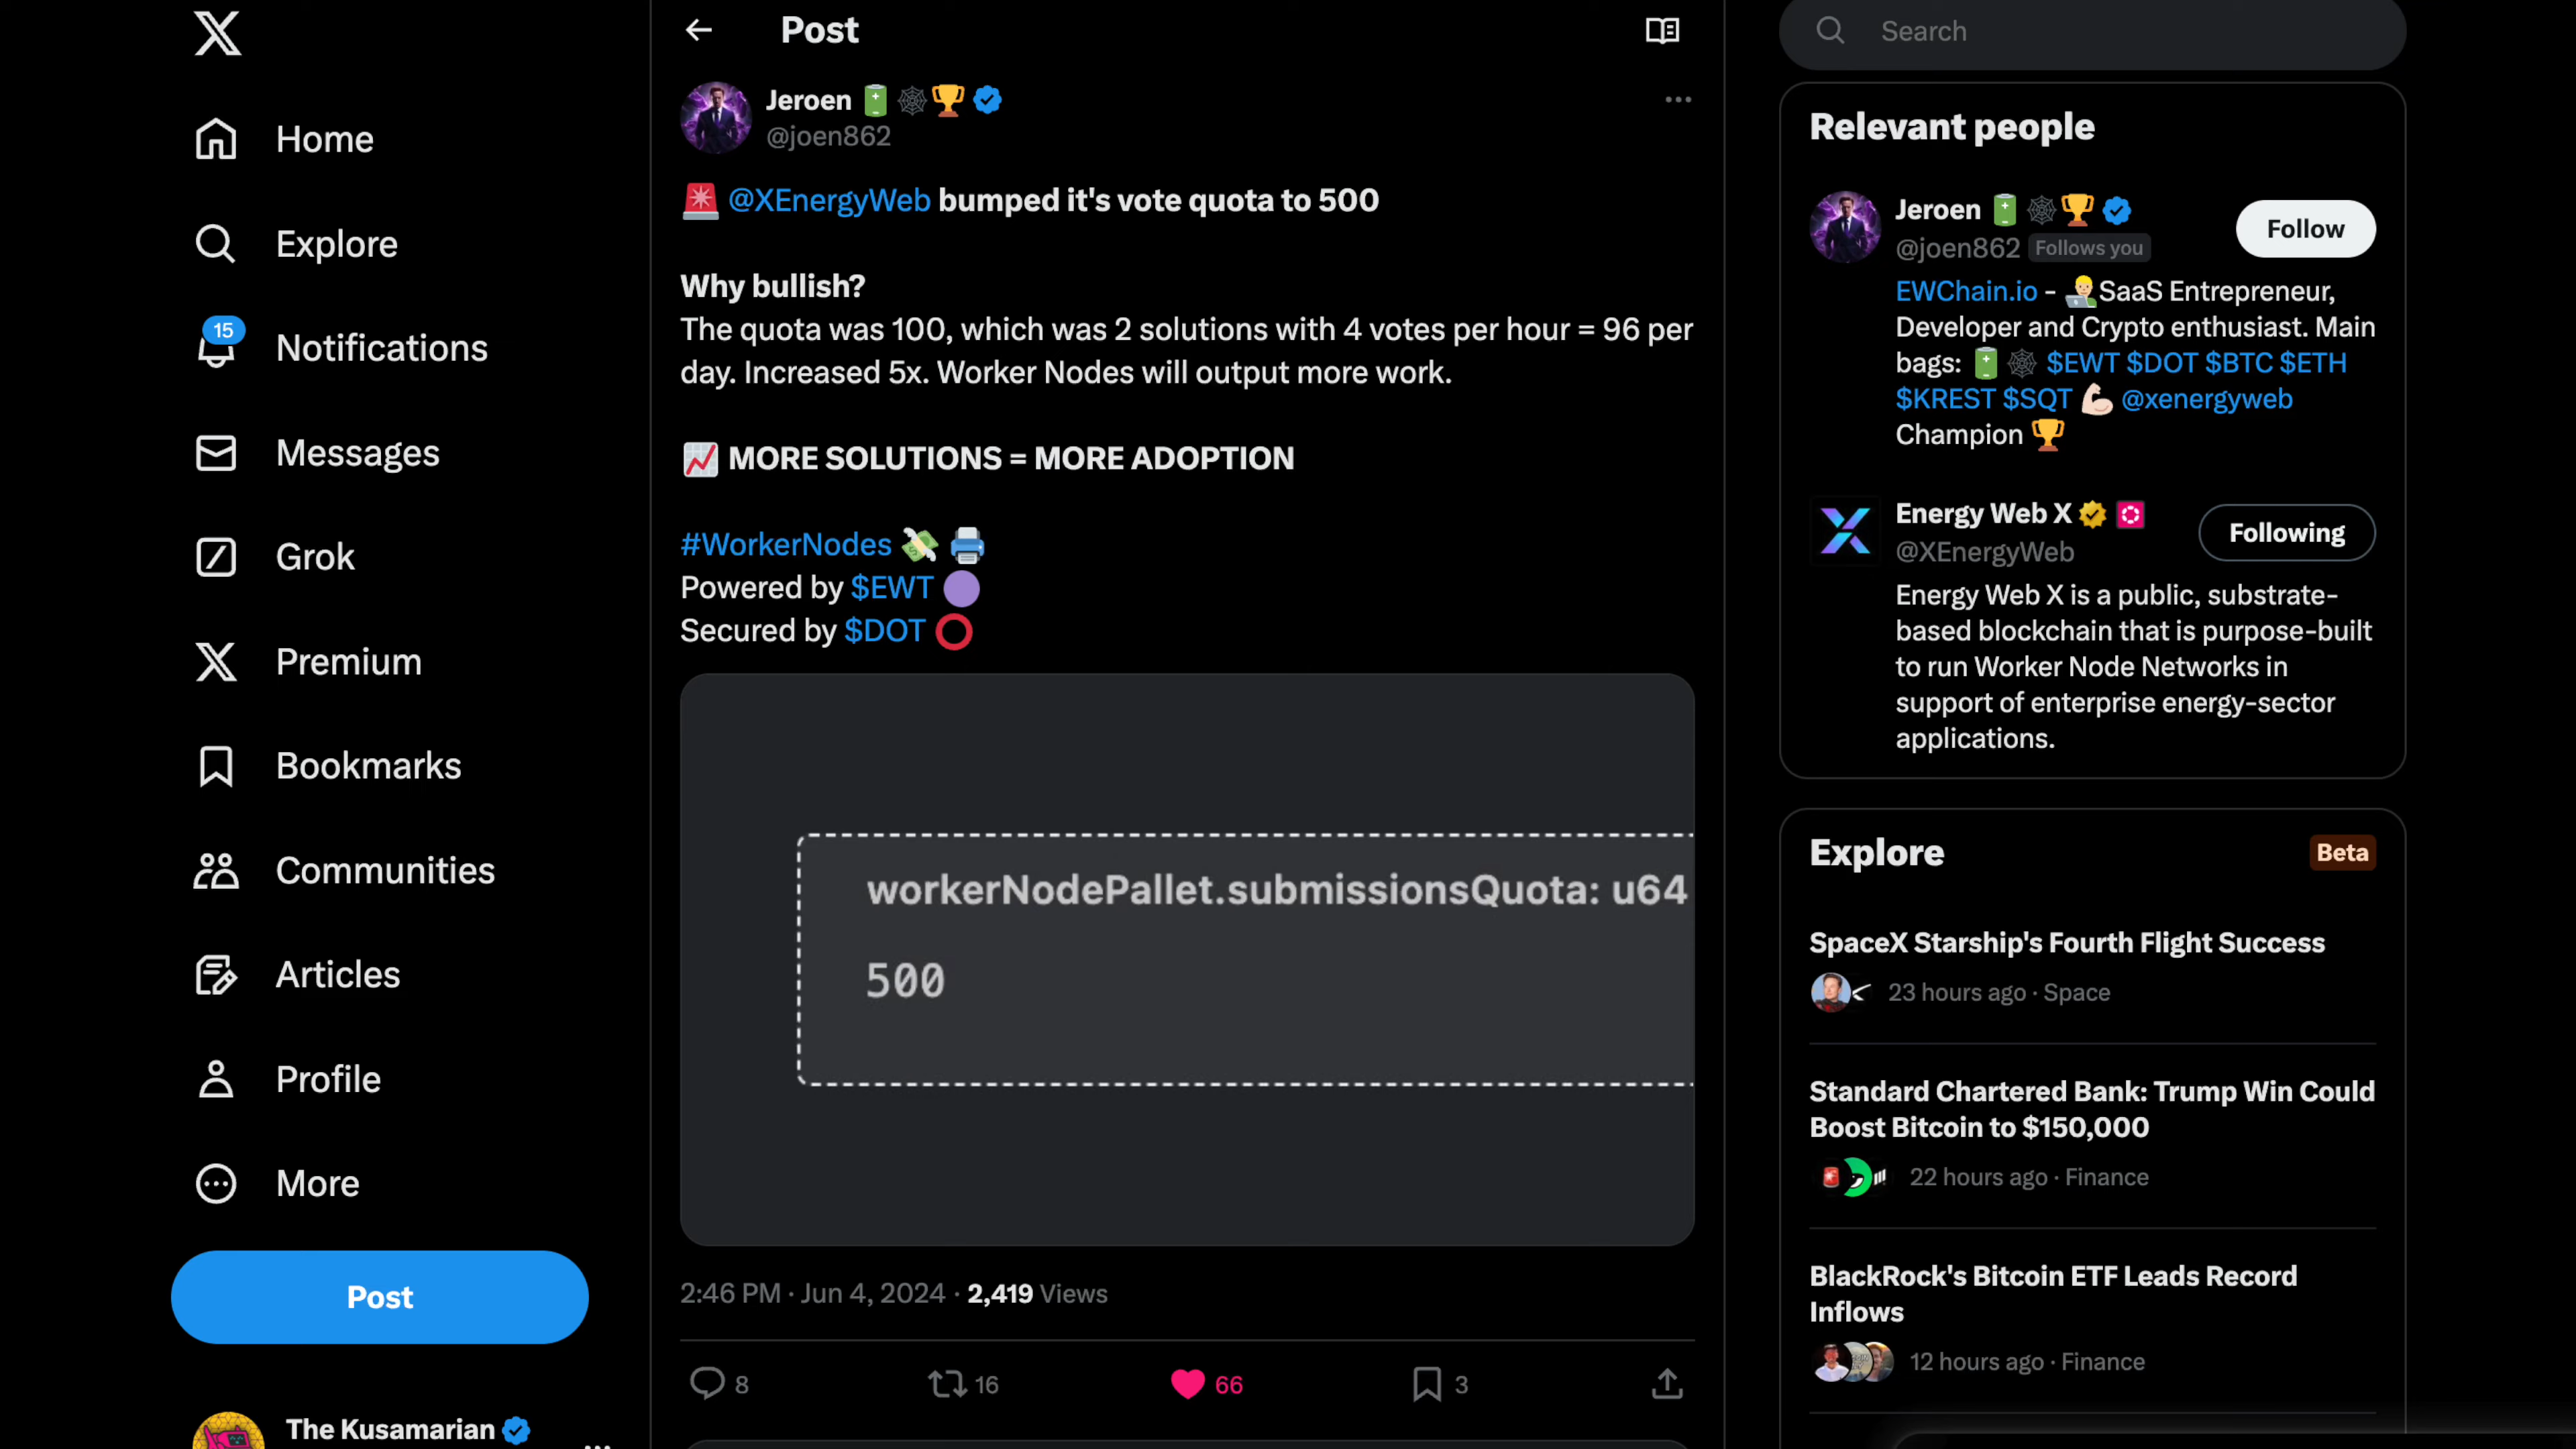 Home
Explore
15
Notifications
Messages
Grok
Premium
Bookmarks
Communities
Articles
Profile
More
Post
The Kusamarian
Post
Jeroen
@joen862
@XEnergyWeb bumped it's vote quota to 500
Why bullish?
The quota was 100, which was 2 solutions with 4 votes per hour = 96 per
day. Increased 5x. Worker Nodes will output more work.
MORE SOLUTIONS = MORE ADOPTION
#WorkerNodes
Powered by $EWT
Secured by $DOT
workerNodePallet.submissionsQuota: u64
500
2:46 PM · Jun 4, 2024 · 2,419 Views
8 16 66 3
Search
Relevant people
Jeroen
@joen862 Follows you
Follow
EWChain.io - SaaS Entrepreneur,
Developer and Crypto enthusiast. Main
bags: $EWT $DOT $BTC $ETH
$KREST $SQT @xenergyweb
Champion
Energy Web X
@XEnergyWeb
Following
Energy Web X is a public, substrate-
based blockchain that is purpose-built
to run Worker Node Networks in
support of enterprise energy-sector
applications.
Explore
Beta
SpaceX Starship's Fourth Flight Success
23 hours ago · Space
Standard Chartered Bank: Trump Win Could
Boost Bitcoin to $150,000
22 hours ago · Finance
BlackRock's Bitcoin ETF Leads Record
Inflows
12 hours ago · Finance